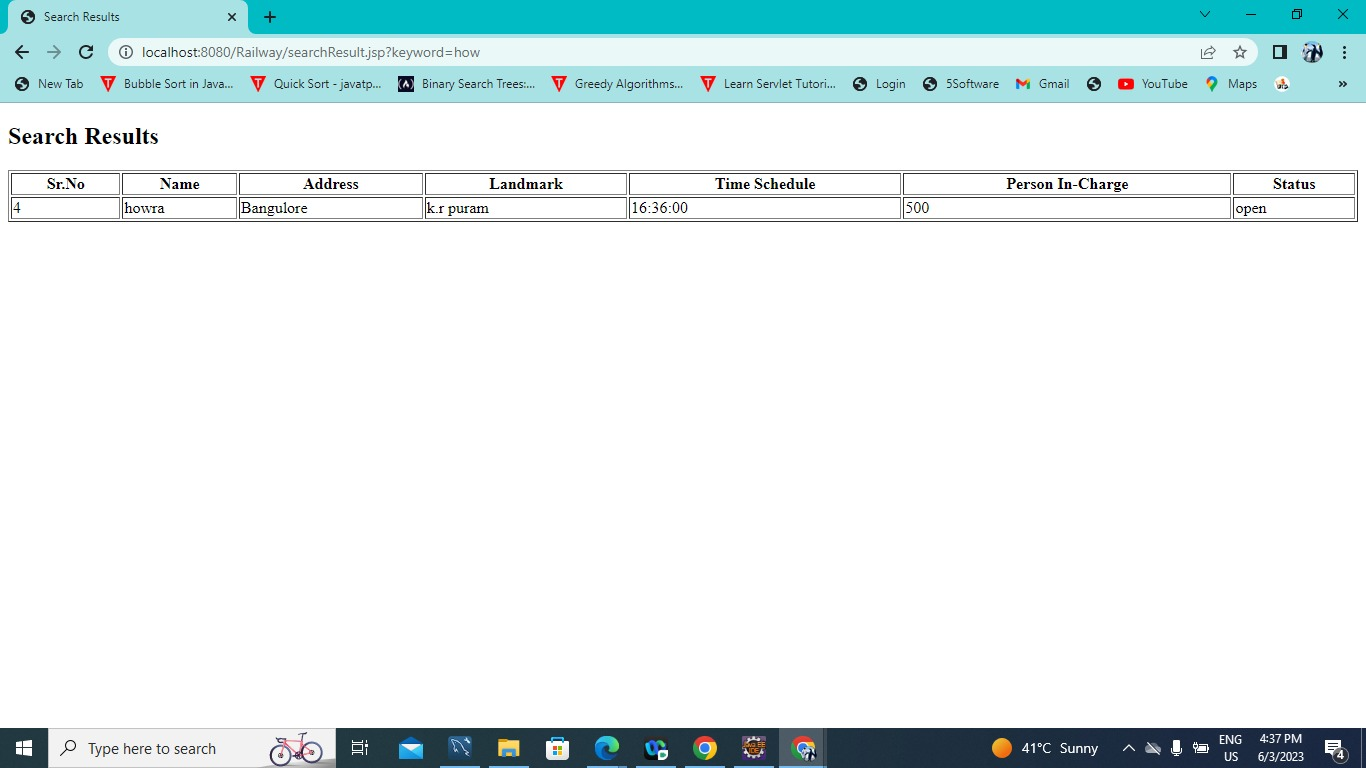 Search Results
localhost:8080/Railway/searchResult.jsp?keyword=how
New Tab Bubble Sort in Java... Quick Sort - javatp... Binary Search Trees:... Greedy Algorithms... Learn Servlet Tutori... Login 5Software Gmail YouTube Maps »
Search Results
Sr.No Name Address Landmark Time Schedule Person In-Charge Status
4 howra Bangulore k.r puram 16:36:00 500 open
Type here to search 41°C Sunny ENG 4:37 PM
US 6/3/2023 4